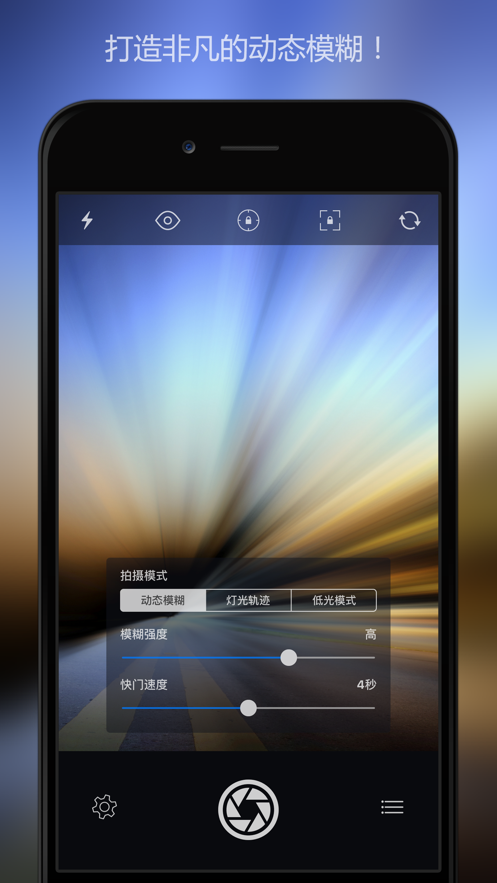 打造非凡的动态模糊！
拍摄模式
动态模糊 灯光轨迹 低光模式
模糊强度 高
快门速度 4秒